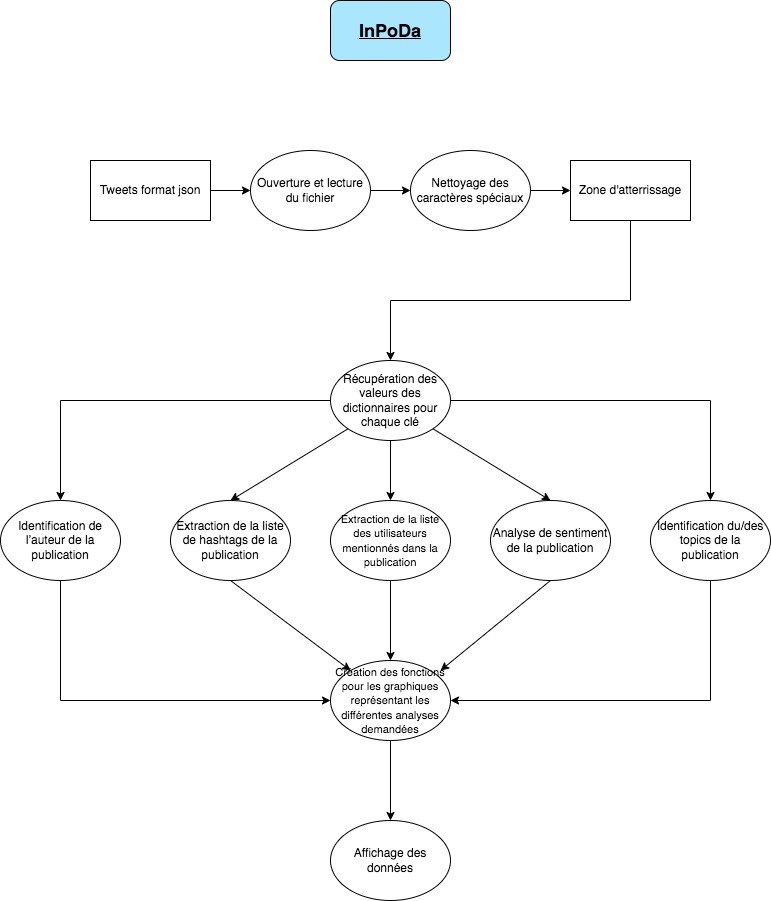 InPoDa
Tweets format json
Ouverture et lecture
du fichier
Nettoyage des
caractères spéciaux
Zone d'atterrissage
Récupération des
valeurs des
dictionnaires pour
chaque clé
Identification de
l'auteur de la
publication
Extraction de la liste
de hashtags de la
publication
Extraction de la liste
des utilisateurs
mentionnés dans la
publication
Analyse de sentiment
de la publication
Identification du/des
topics de la
publication
Création des fonctions
pour les graphiques
représentant les
différentes analyses
demandées
Affichage des
données